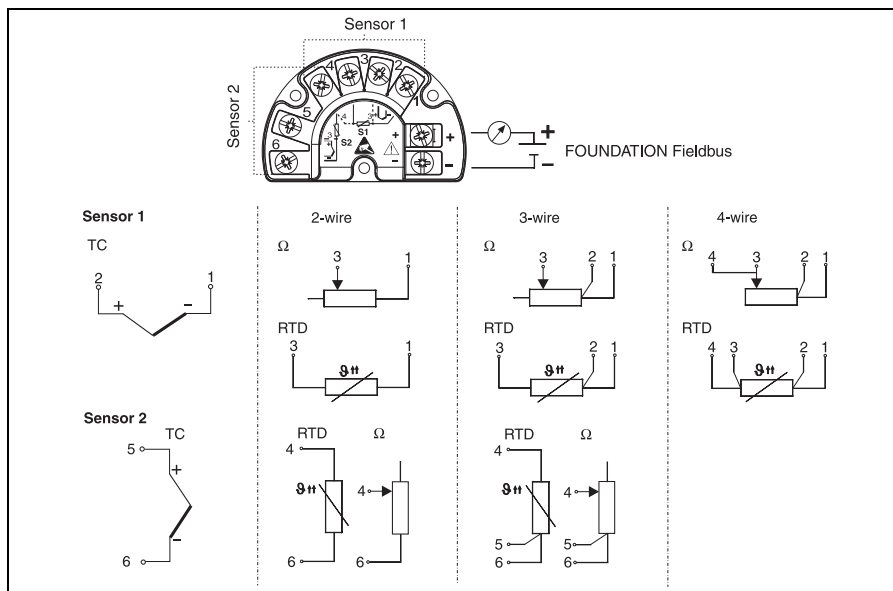 Sensor 1
Sensor 2
6 5 4 3 2 1
S1
S2
+
-
+
-
+
-
FOUNDATION Fieldbus
Sensor 1
2-wire
3-wire
4-wire
TC
2 + - 1
Ω
3 1
Ω
3 2 1
Ω
4 3 2 1
RTD
3 1
ϑ
RTD
3 2 1
ϑ
RTD
4 3 2 1
ϑ
Sensor 2
TC
5
+
-
6
RTD Ω
4
ϑ 4
6 6
RTD Ω
4
ϑ 4
5 5
6 6